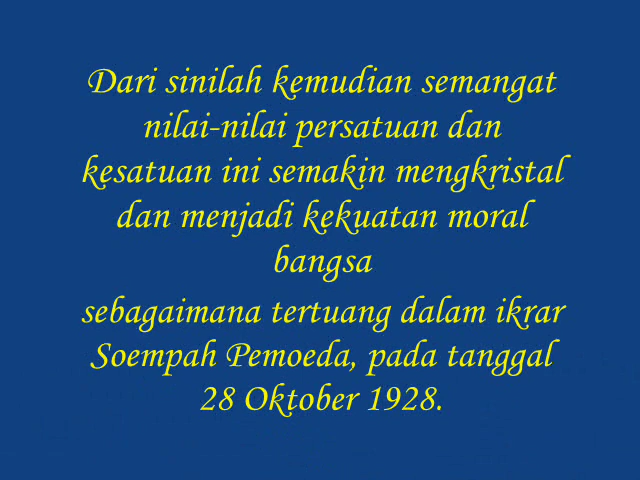 Dari sinilah kemudian semangat
nilai-nilai persatuan dan
kesatuan ini semakin mengkristal
dan menjadi kekuatan moral
bangsa
sebagaimana tertuang dalam ikrar
Soempah Pemoeda, pada tanggal
28 Oktober 1928.